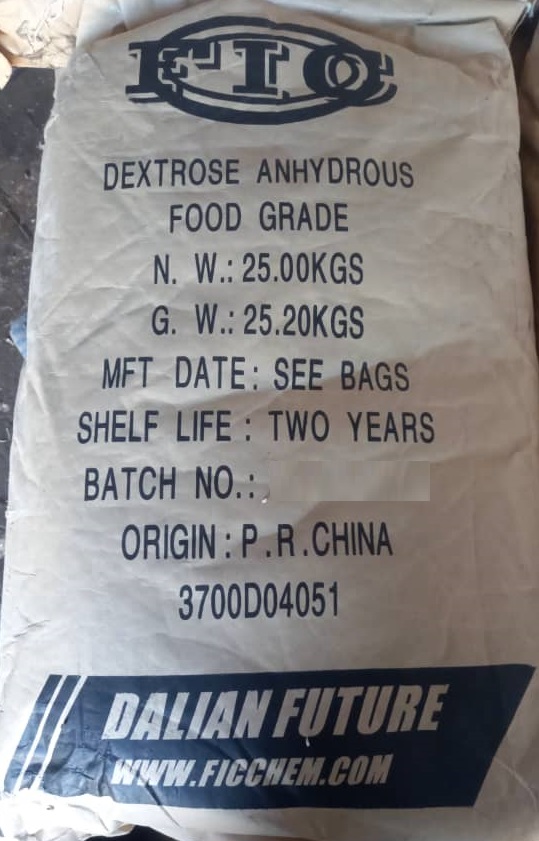 FIC
DEXTROSE ANHYDROUS
FOOD GRADE
N. W.: 25.00KGS
G. W.: 25.20KGS
MFT DATE: SEE BAGS
SHELF LIFE : TWO YEARS
BATCH NO.:
ORIGIN : P.R.CHINA
3700D04051
DALIAN FUTURE
WWW.FICCHEM.COM